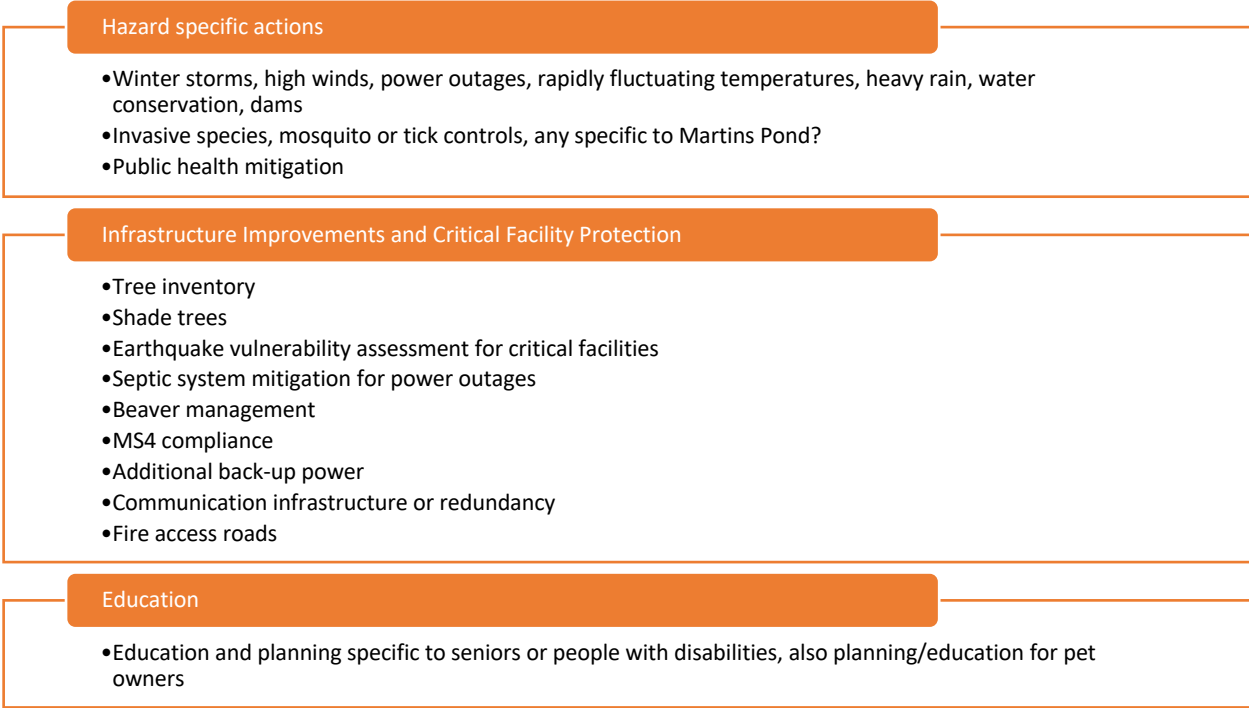 Hazard specific actions
•Winter storms, high winds, power outages, rapidly fluctuating temperatures, heavy rain, water
conservation, dams
•Invasive species, mosquito or tick controls, any specific to Martins Pond?
•Public health mitigation
Infrastructure Improvements and Critical Facility Protection
•Tree inventory
•Shade trees
•Earthquake vulnerability assessment for critical facilities
•Septic system mitigation for power outages
•Beaver management
•MS4 compliance
•Additional back-up power
•Communication infrastructure or redundancy
•Fire access roads
Education
•Education and planning specific to seniors or people with disabilities, also planning/education for pet
owners